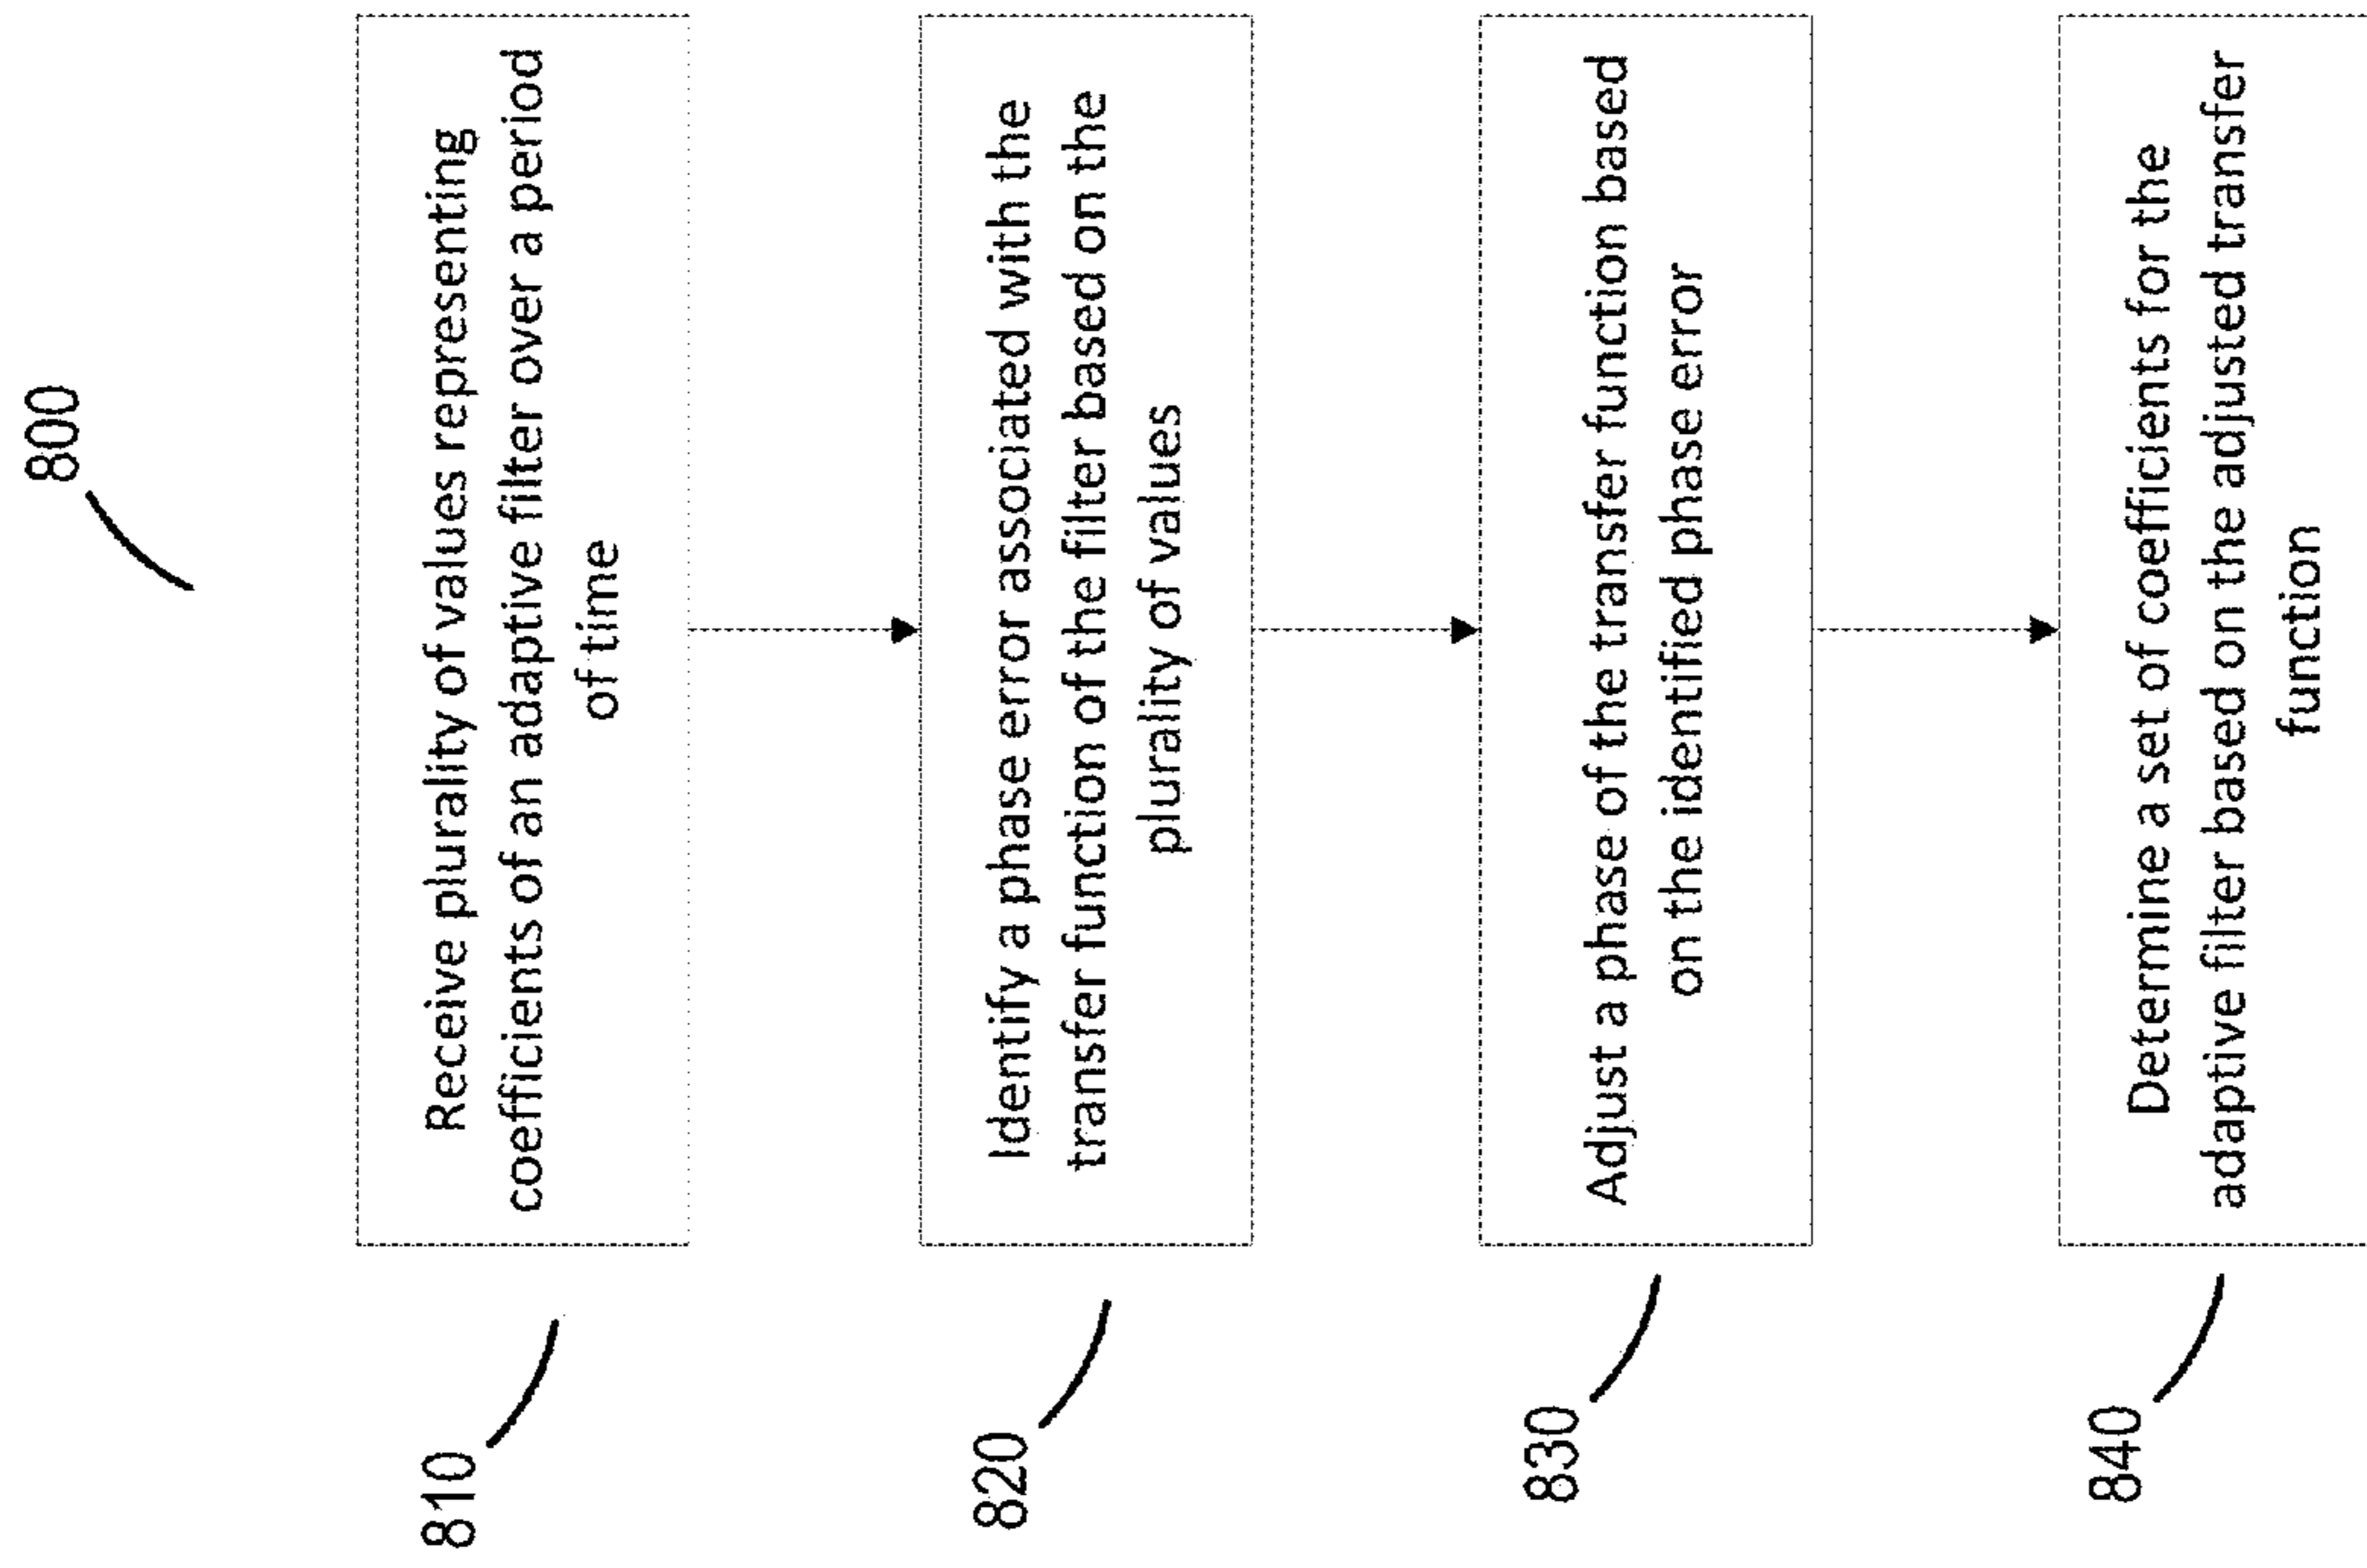 800
810
Receive plurality of values representing
coefficients of an adaptive filter over a period
of time
820
Identify a phase error associated with the
transfer function of the filter based on the
plurality of values
830
Adjust a phase of the transfer function based
on the identified phase error
840
Determine a set of coefficients for the
adaptive filter based on the adjusted transfer
function